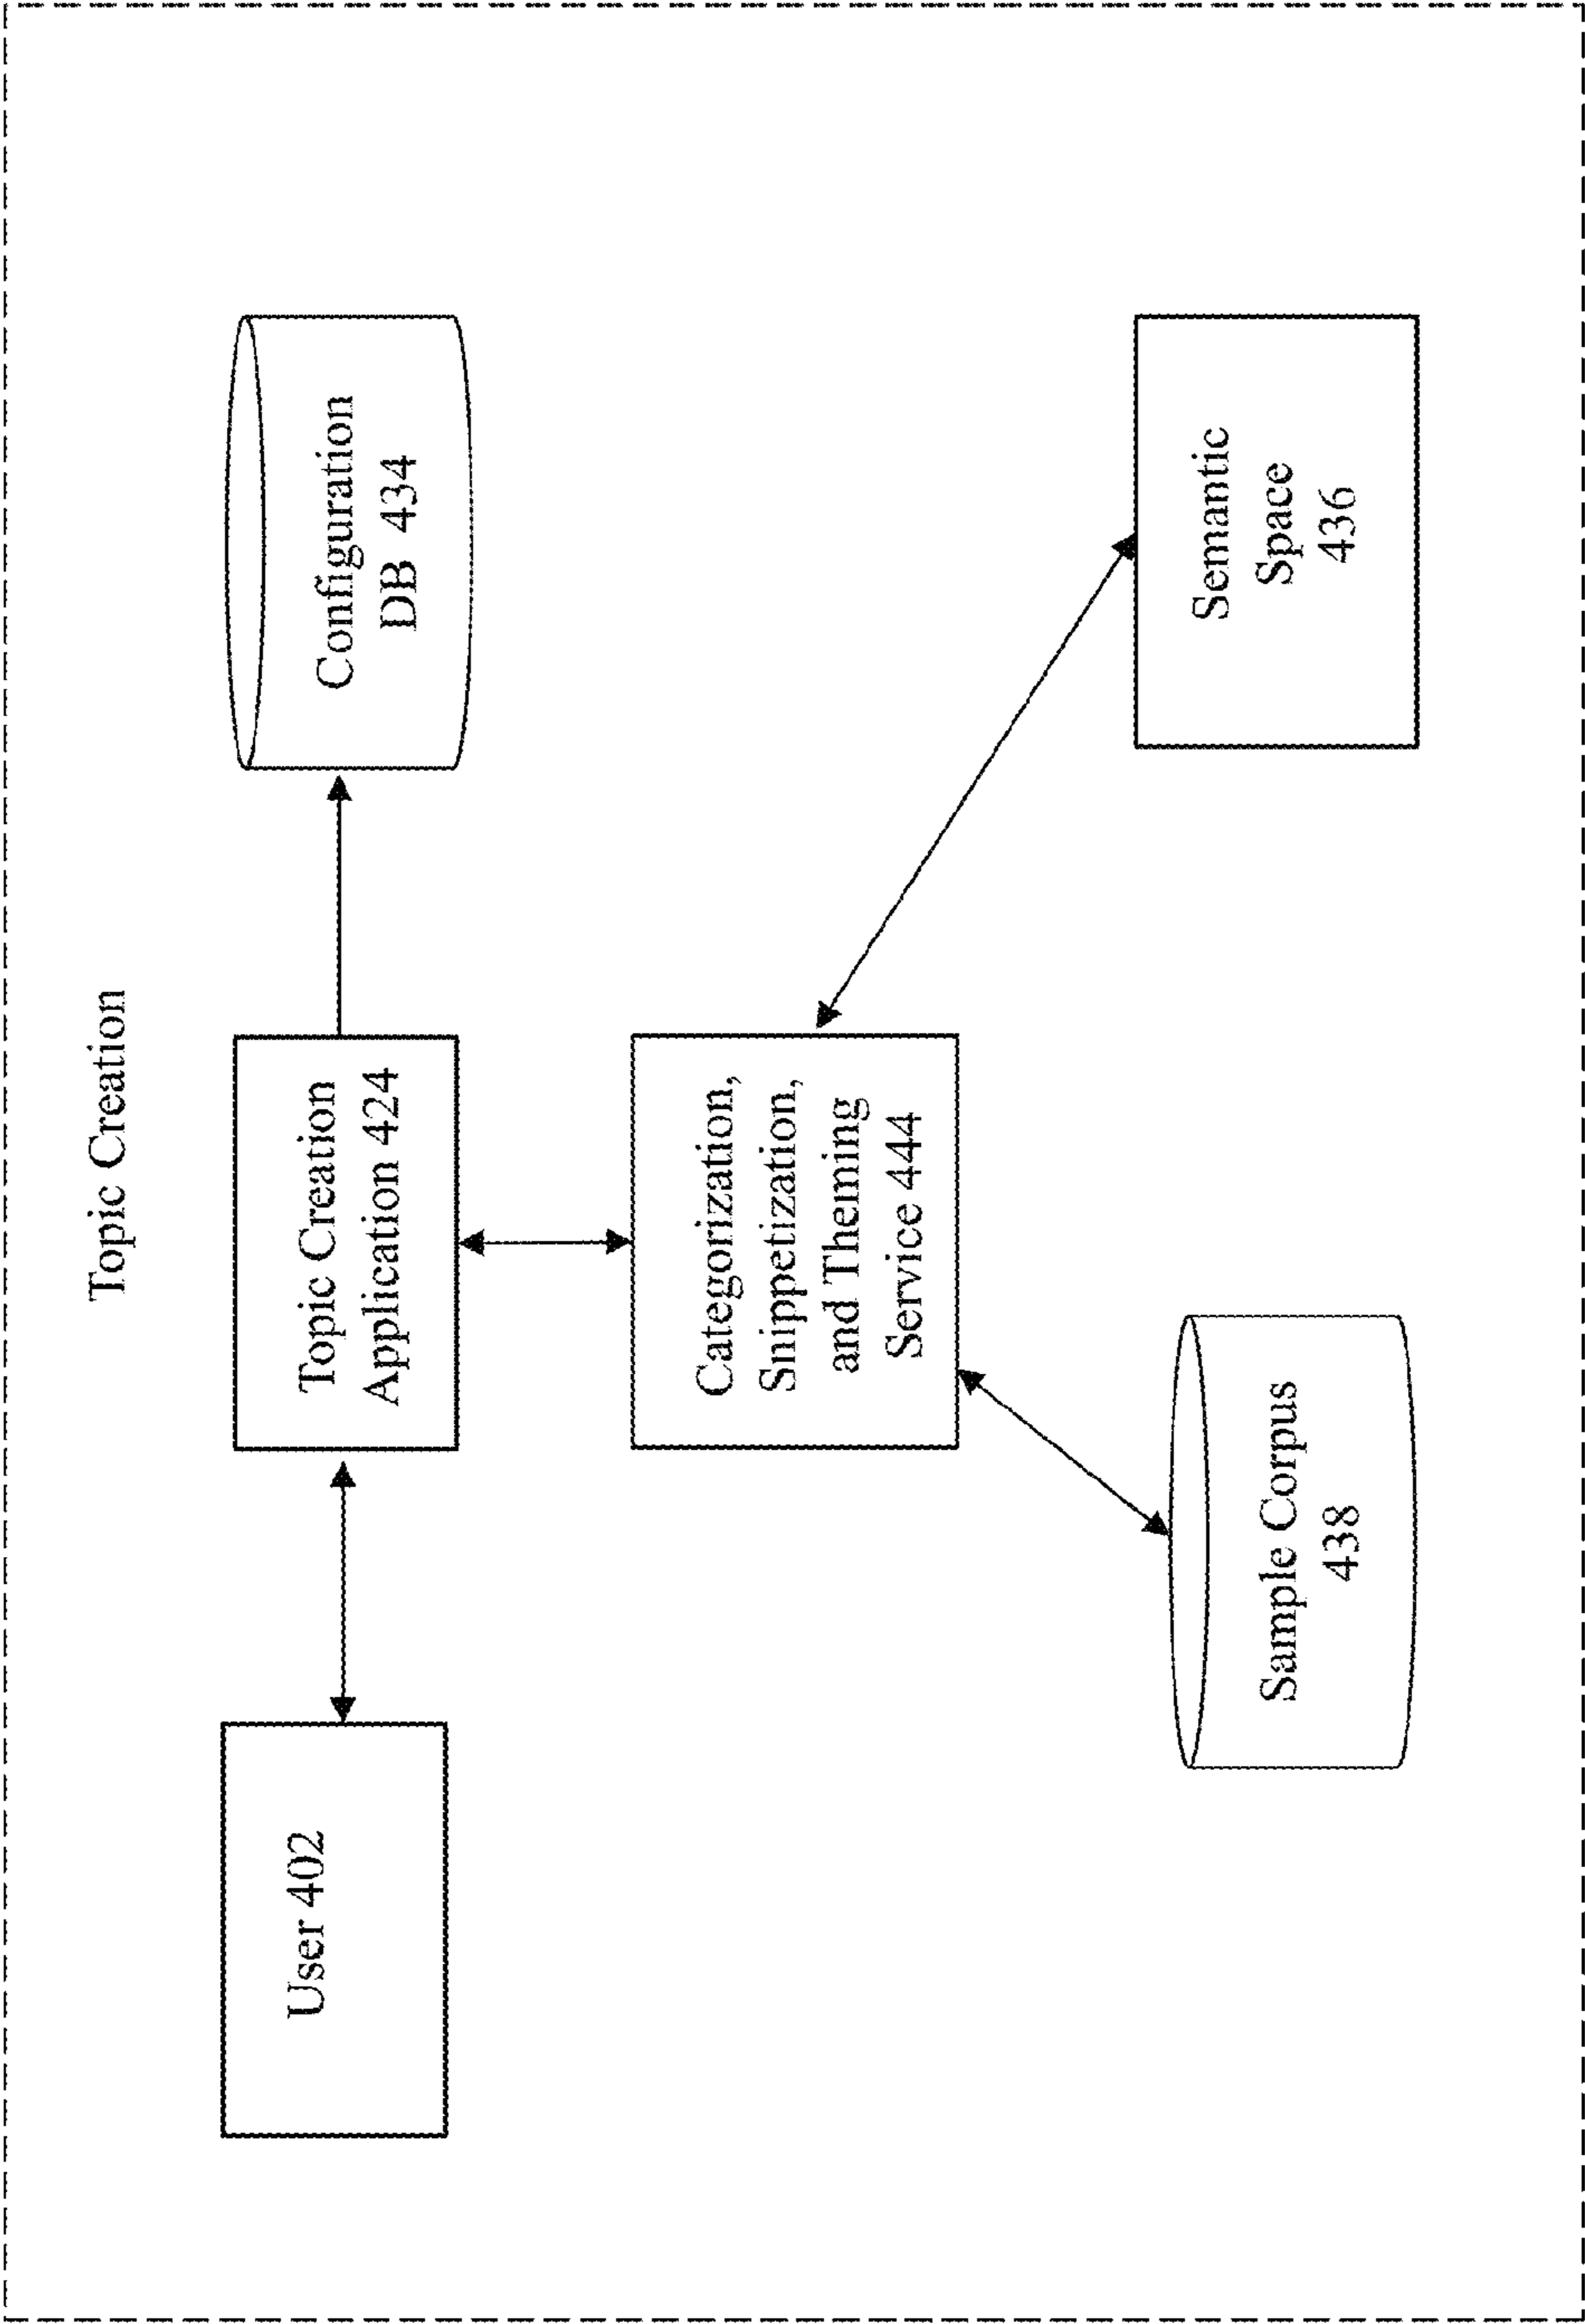 Topic Creation
User 402
Topic Creation
Application 424
Configuration
DB 434
Categorization,
Snippetization,
and Theming
Service 444
Sample Corpus
438
Semantic
Space
436